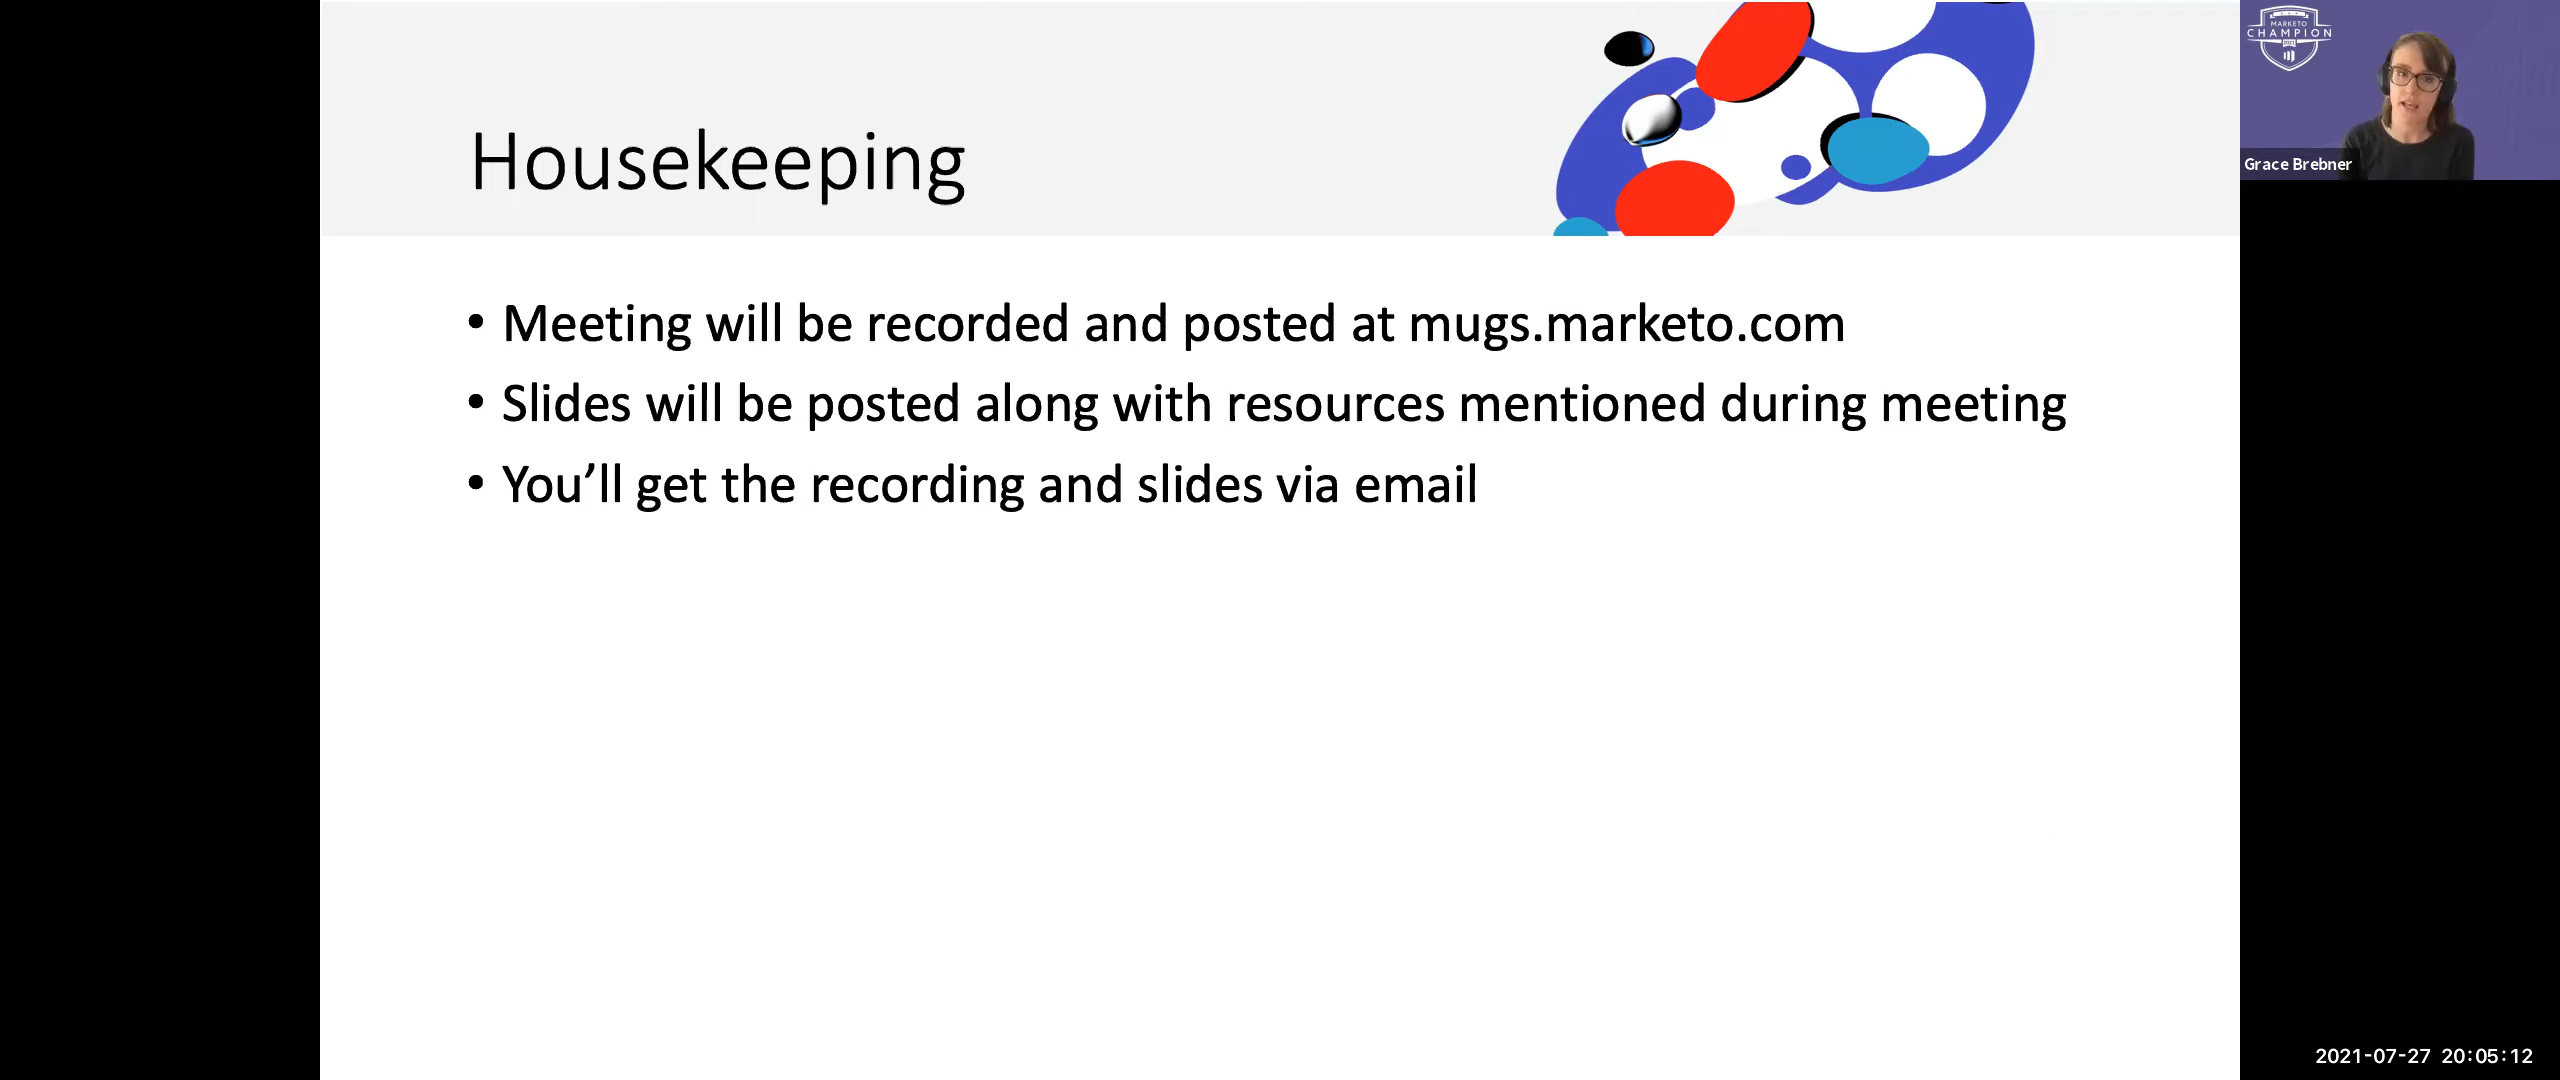 Housekeeping
• Meeting will be recorded and posted at mugs.marketo.com
• Slides will be posted along with resources mentioned during meeting
• You’ll get the recording and slides via email
MARKETO
CHAMPION
2021
Grace Brebner
2021-07-27 20:05:12